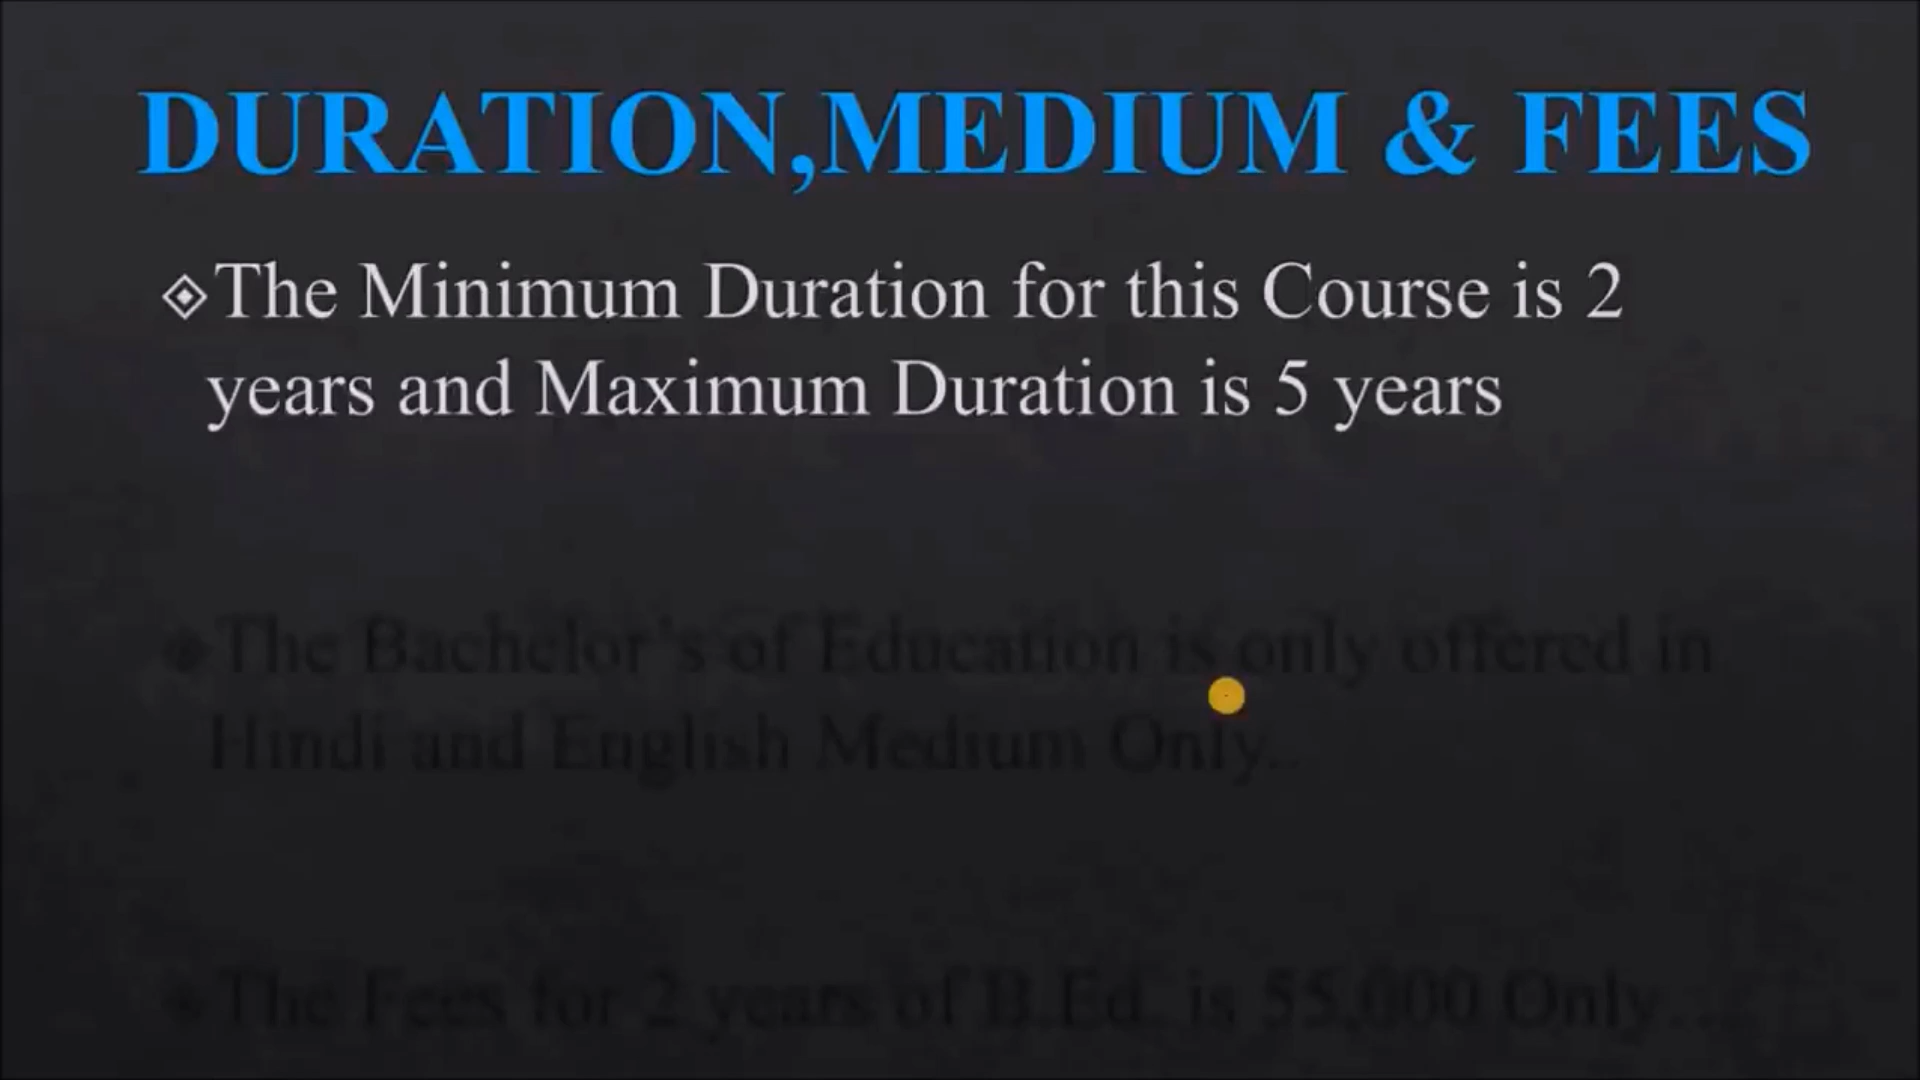 DURATION,MEDIUM & FEES
The Minimum Duration for this Course is 2
years and Maximum Duration is 5 years
The Bachelor's of Education is only offered in
Hindi and English Medium Only..
The Fees for 2 years of B.Ed. is 55,000 Only....